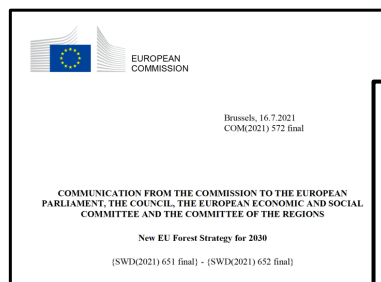 EUROPEAN
COMMISSION
Brussels, 16.7.2021
COM(2021) 572 final
COMMUNICATION FROM THE COMMISSION TO THE EUROPEAN
PARLIAMENT, THE COUNCIL, THE EUROPEAN ECONOMIC AND SOCIAL
COMMITTEE AND THE COMMITTEE OF THE REGIONS
New EU Forest Strategy for 2030
{SWD(2021) 651 final} - {SWD(2021) 652 final}